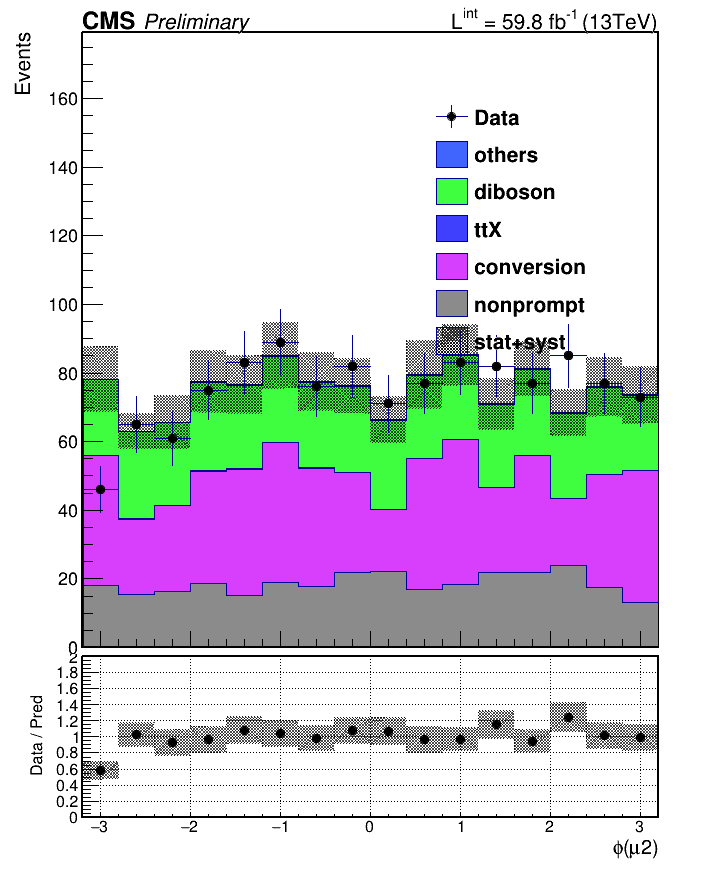 CMS Preliminary
L^int = 59.8 fb^-1 (13TeV)
Events
160
140
120
100
80
60
40
20
0
Data
others
diboson
ttX
conversion
nonprompt
stat+syst
Data / Pred
2
1.8
1.6
1.4
1.2
1
0.8
0.6
0.4
0.2
0
−3 −2 −1 0 1 2 3
ϕ(μ2)